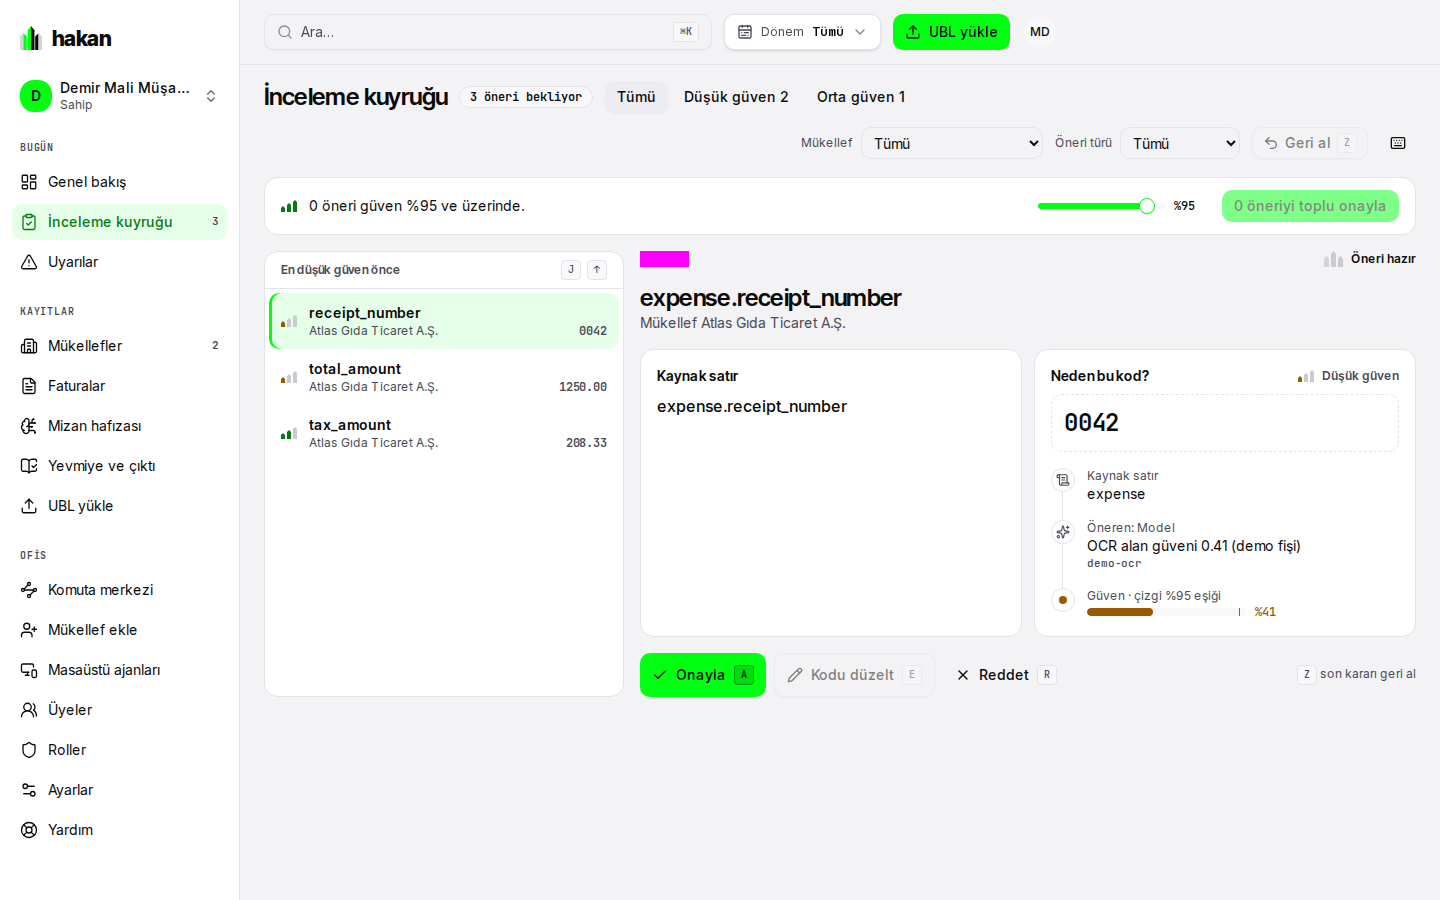 hakan
Demir Mali Müşa...
Sahip
BUGÜN
Genel bakış
İnceleme kuyruğu 3
Uyarılar
KAYITLAR
Mükellefler 2
Faturalar
Mizan hafızası
Yevmiye ve çıktı
UBL yükle
OFİS
Komuta merkezi
Mükellef ekle
Masaüstü ajanları
Üyeler
Roller
Ayarlar
Yardım
Ara... ⌘K
Dönem Tümü
UBL yükle
MD
İnceleme kuyruğu
3 öneri bekliyor
Tümü
Düşük güven 2
Orta güven 1
Mükellef Tümü
Öneri türü Tümü
Geri al Z
0 öneri güven %95 ve üzerinde.
%95
0 öneriyi toplu onayla
En düşük güven önce J ↑
receipt_number
Atlas Gıda Ticaret A.Ş. 0042
total_amount
Atlas Gıda Ticaret A.Ş. 1250.00
tax_amount
Atlas Gıda Ticaret A.Ş. 208.33
Öneri hazır
expense.receipt_number
Mükellef Atlas Gıda Ticaret A.Ş.
Kaynak satır
expense.receipt_number
Neden bu kod? Düşük güven
0042
Kaynak satır
expense
Öneren: Model
OCR alan güveni 0.41 (demo fişi)
demo-ocr
Güven · çizgi %95 eşiği
%41
Onayla A
Kodu düzelt E
Reddet R
Z son kararı geri al